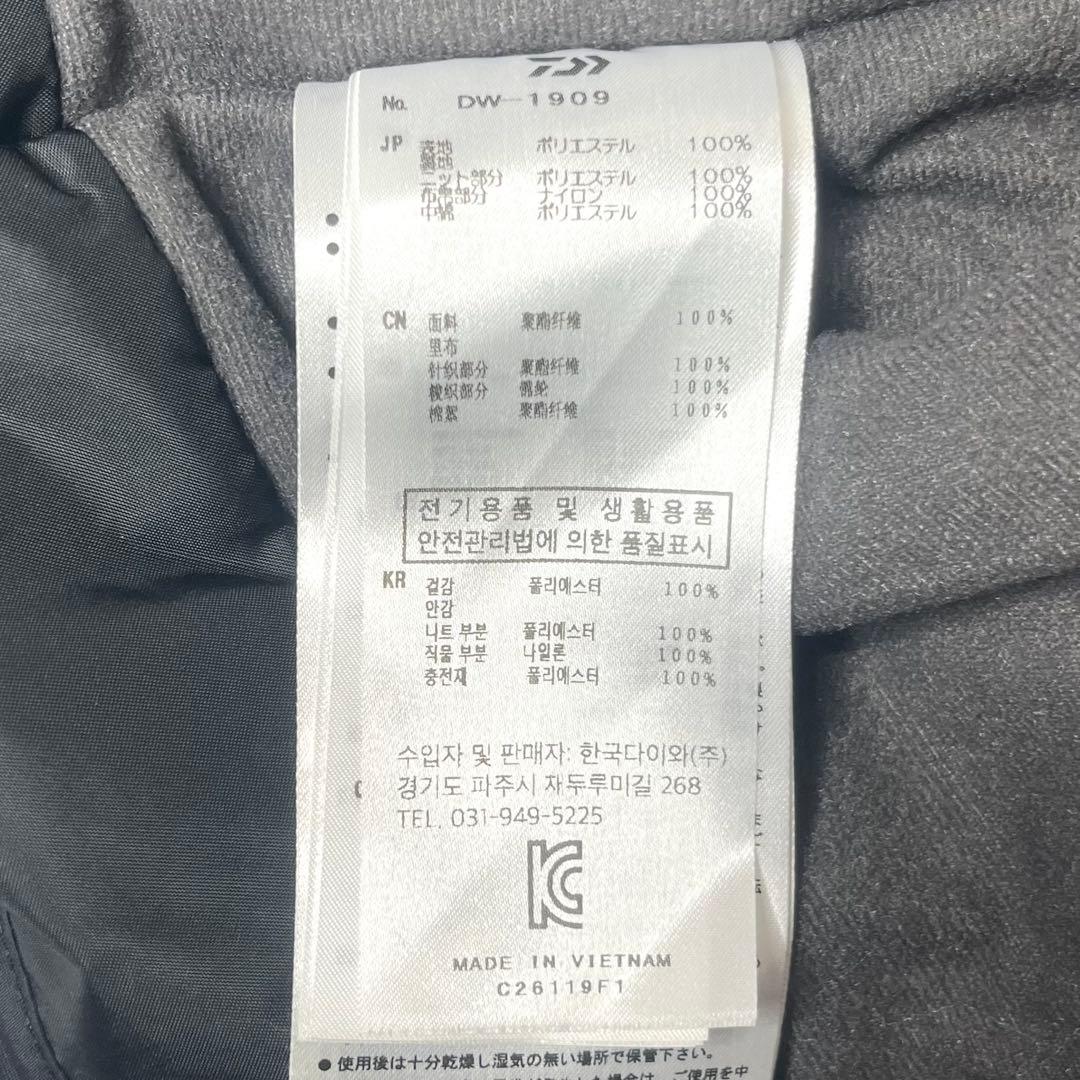 No. DW-1909
JP 表地 ポリエステル 100%
裏地
ニット部分 ポリエステル 100%
布帛部分 ナイロン 100%
中綿 ポリエステル 100%
CN 面料 聚酯纤维 100%
里布
针织部分 聚酯纤维 100%
梭织部分 锦纶 100%
棉絮 聚酯纤维 100%
전기용품 및 생활용품
안전관리법에 의한 품질표시
KR 겉감 폴리에스터 100%
안감
니트 부분 폴리에스터 100%
직물 부분 나일론 100%
충전재 폴리에스터 100%
수입자 및 판매자: 한국다이와(주)
경기도 파주시 재두루미길 268
TEL. 031-949-5225
MADE IN VIETNAM
C26119F1
●使用後は十分乾燥し湿気の無い場所で保管下さい。
は、ご使用を中